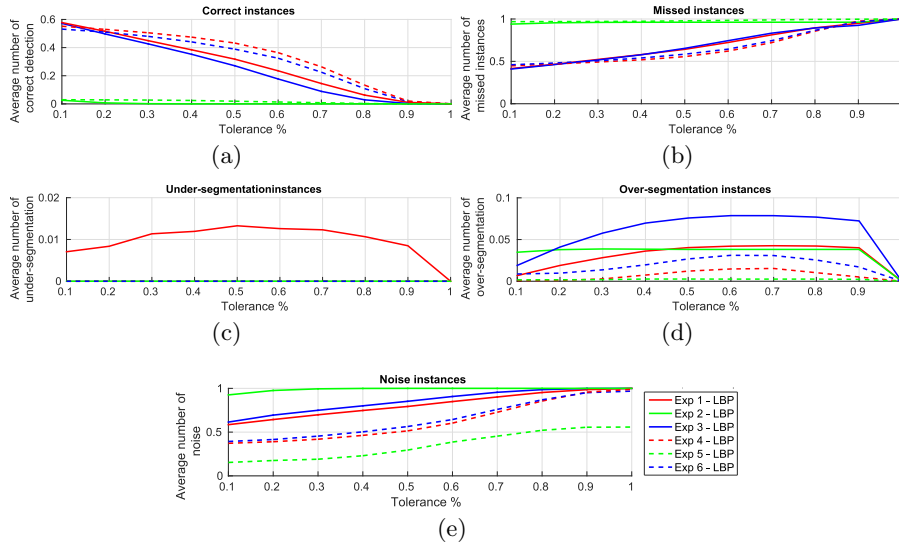 Correct instances
Average number of
correct detection
0.6
0.4
0.2
0
0.1 0.2 0.3 0.4 0.5 0.6 0.7 0.8 0.9 1
Tolerance %
(a)
Missed instances
Average number of
missed instances
1
0.5
0
0.1 0.2 0.3 0.4 0.5 0.6 0.7 0.8 0.9
Tolerance %
(b)
Under-segmentationinstances
Average number of
under-segmentation
0.02
0.01
0
0.1 0.2 0.3 0.4 0.5 0.6 0.7 0.8 0.9 1
Tolerance %
(c)
Over-segmentation instances
Average number of
over-segmentation
0.1
0.05
0
0.1 0.2 0.3 0.4 0.5 0.6 0.7 0.8 0.9
Tolerance %
(d)
Noise instances
Average number of
noise
1
0.5
0
0.1 0.2 0.3 0.4 0.5 0.6 0.7 0.8 0.9 1
Tolerance %
(e)
Exp 1 – LBP
Exp 2 – LBP
Exp 3 – LBP
Exp 4 – LBP
Exp 5 – LBP
Exp 6 – LBP